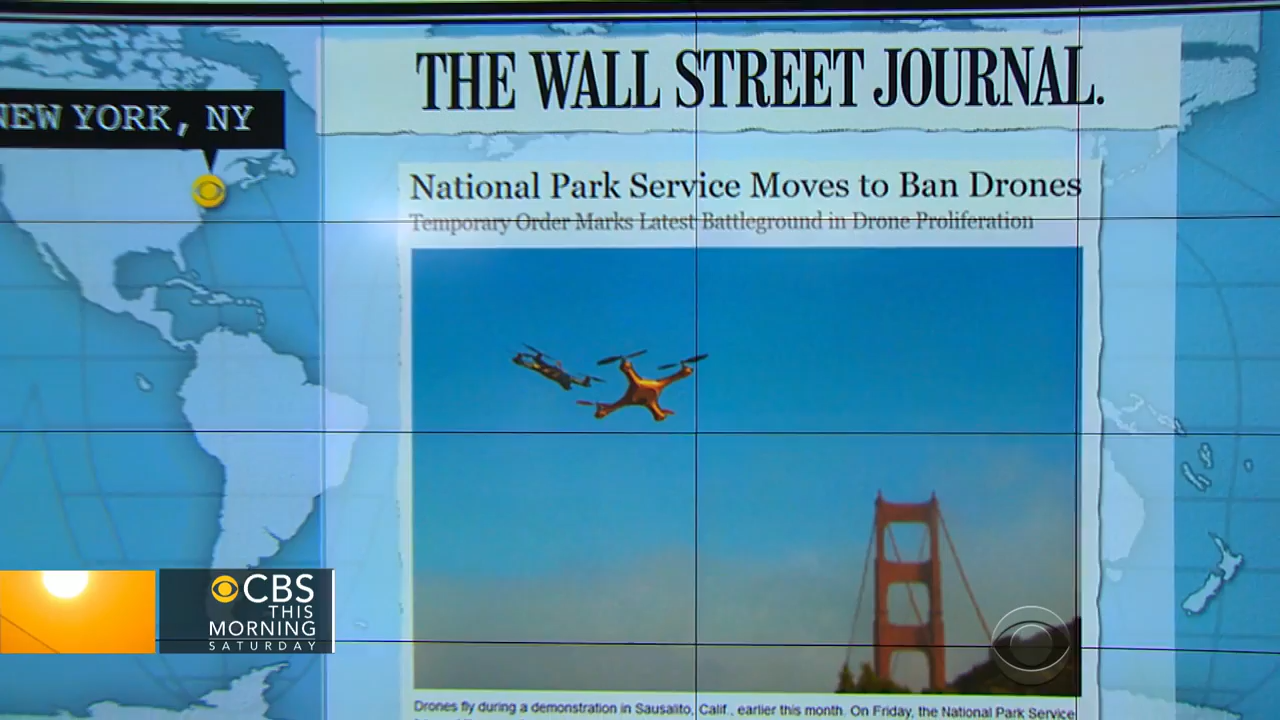 THE WALL STREET JOURNAL.
NEW YORK, NY
National Park Service Moves to Ban Drones
Temporary Order Marks Latest Battleground in Drone Proliferation
CBS
THIS
MORNING
SATURDAY
Drones fly during a demonstration in Sausalito, Calif., earlier this month. On Friday, the National Park Service